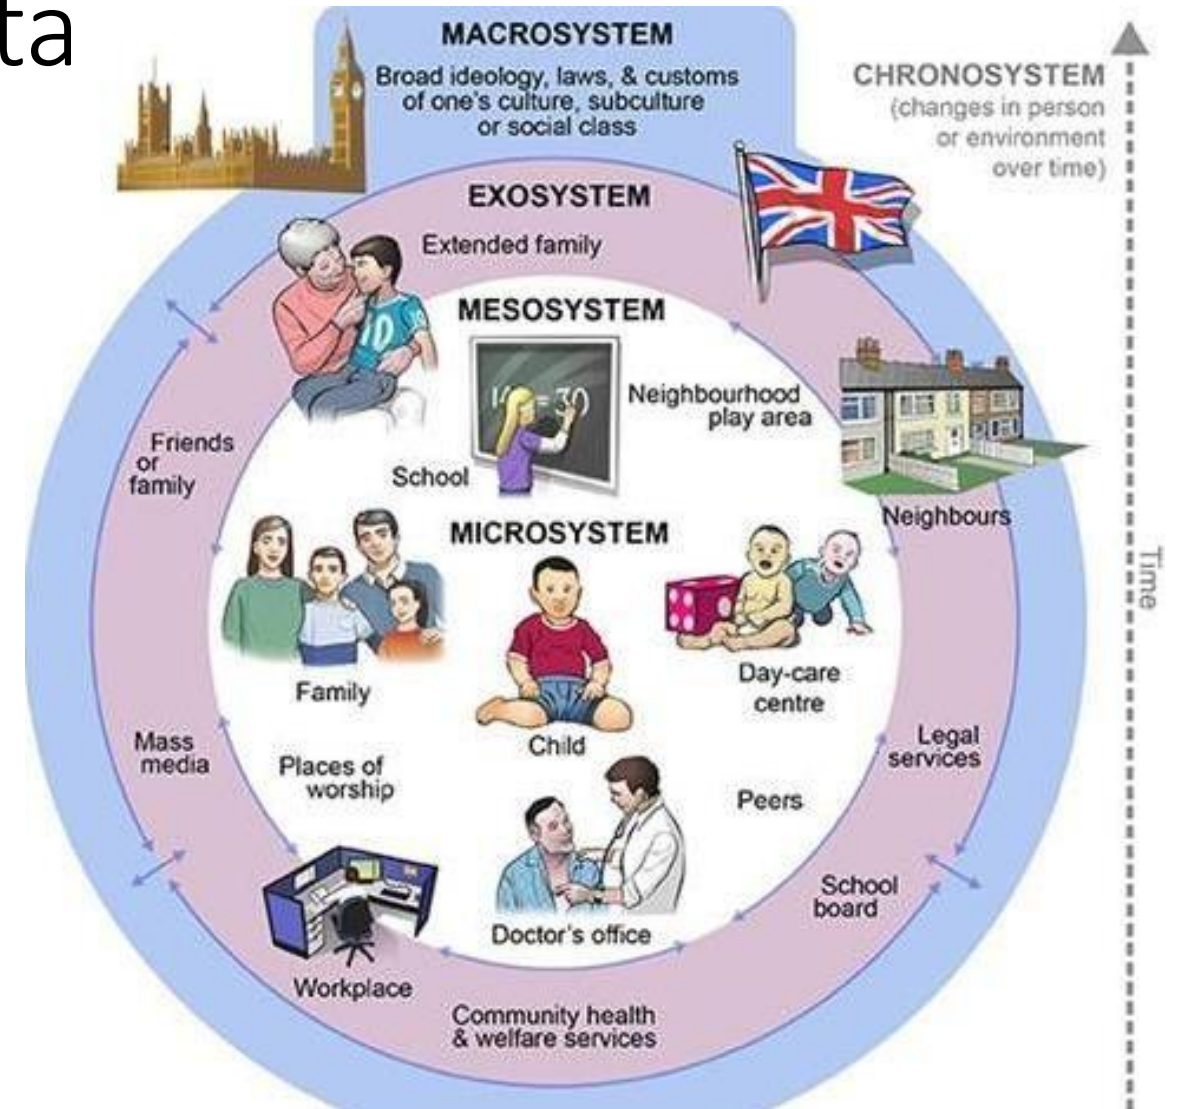 ta
MACROSYSTEM
Broad ideology, laws, & customs
of one's culture, subculture
or social class
CHRONOSYSTEM
(changes in person
or environment
over time)
EXOSYSTEM
Extended family
MESOSYSTEM
Neighbourhood
play area
Friends
or
family
School
Neighbours
MICROSYSTEM
Time
Family
Day-care
centre
Child
Mass
media
Legal
services
Places of
worship
Peers
School
board
Doctor's office
Workplace
Community health
& welfare services